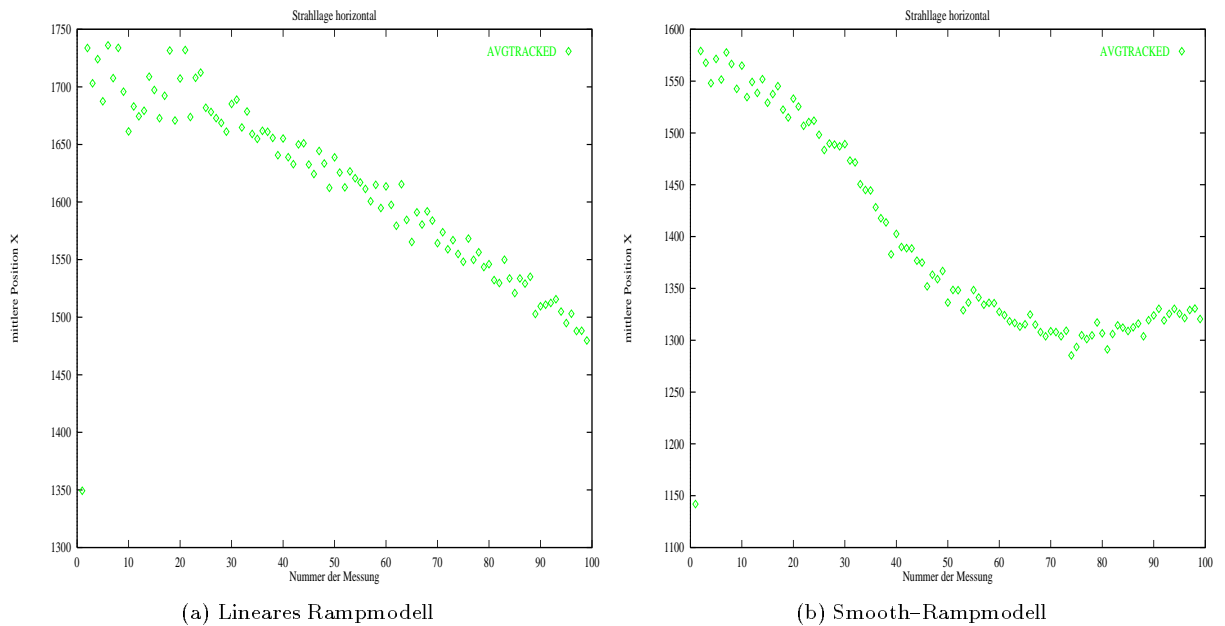 Strahllage horizontal
AVGTRACKED
mittlere Position X
1750
1700
1650
1600
1550
1500
1450
1400
1350
1300
0 10 20 30 40 50 60 70 80 90 100
Nummer der Messung
(a) Lineares Rampmodell
Strahllage horizontal
AVGTRACKED
mittlere Position X
1600
1550
1500
1450
1400
1350
1300
1250
1200
1150
1100
0 10 20 30 40 50 60 70 80 90 100
Nummer der Messung
(b) Smooth–Rampmodell